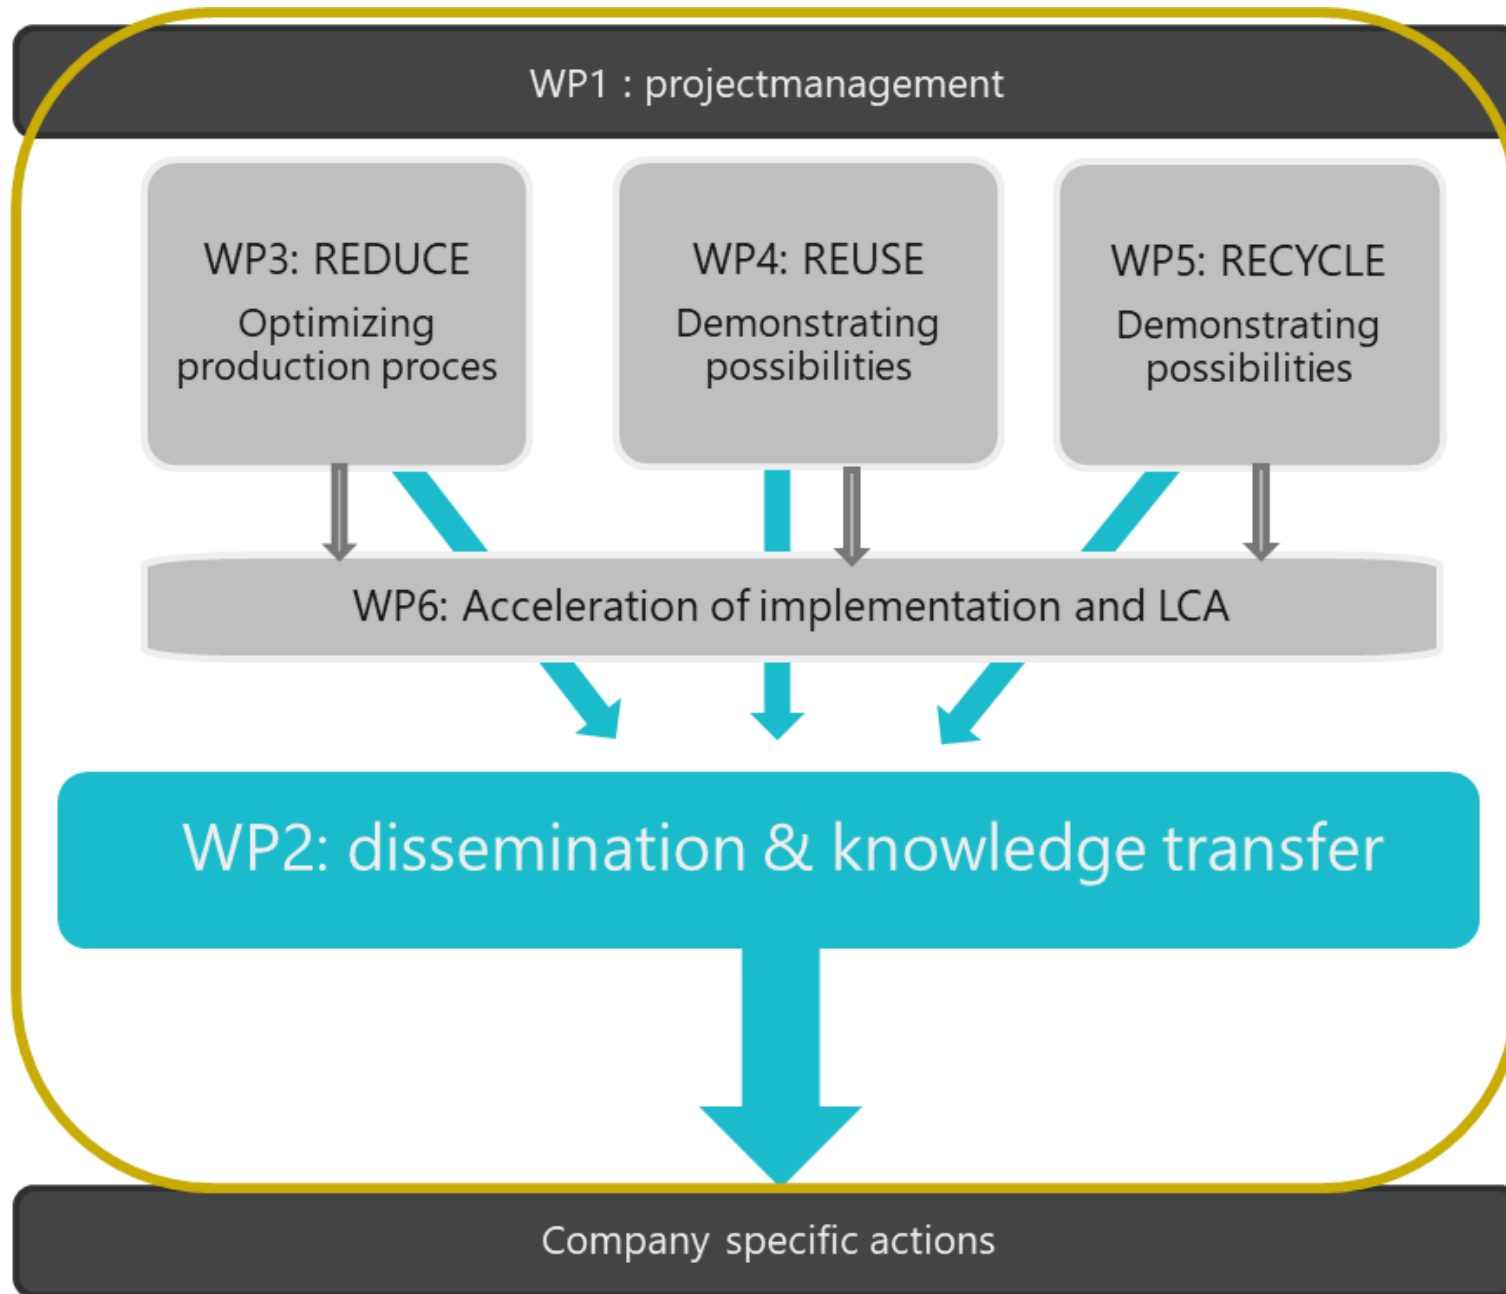 WP1 : projectmanagement
WP3: REDUCE
Optimizing
production proces
WP4: REUSE
Demonstrating
possibilities
WP5: RECYCLE
Demonstrating
possibilities
WP6: Acceleration of implementation and LCA
WP2: dissemination & knowledge transfer
Company specific actions